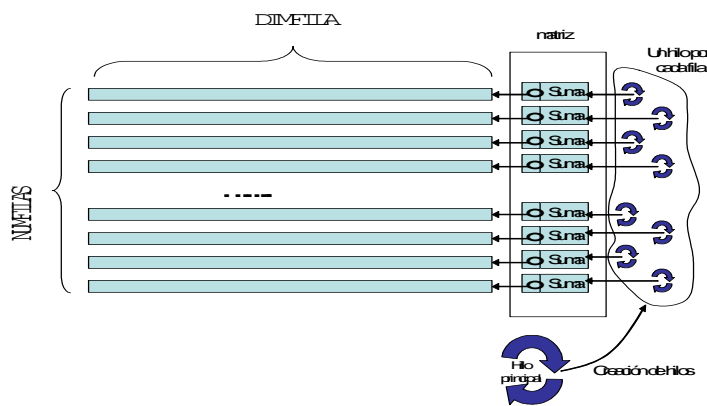 DIMFILA
matriz
Un hilo por
cada fila
Suma
Suma
Suma
Suma
NUMFILAS
------
Suma
Suma
Suma
Suma
Hilo
principal
Creación de hilos